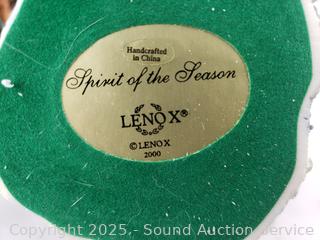 Handcrafted
in China
Spirit of the Season
LENOX®
© LENOX
2000
Copyright 2025 - Sound Auction Service